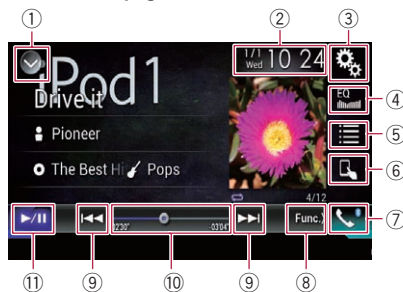 ① ② ③
iPod1
1/1 Wed 10 24
Drive it
EQ
④
Pioneer
⑤
The Best Hi Pops
⑥
4/12
Func.
⑦
02'30" -03'04"
⑪ ⑨ ⑩ ⑨ ⑧